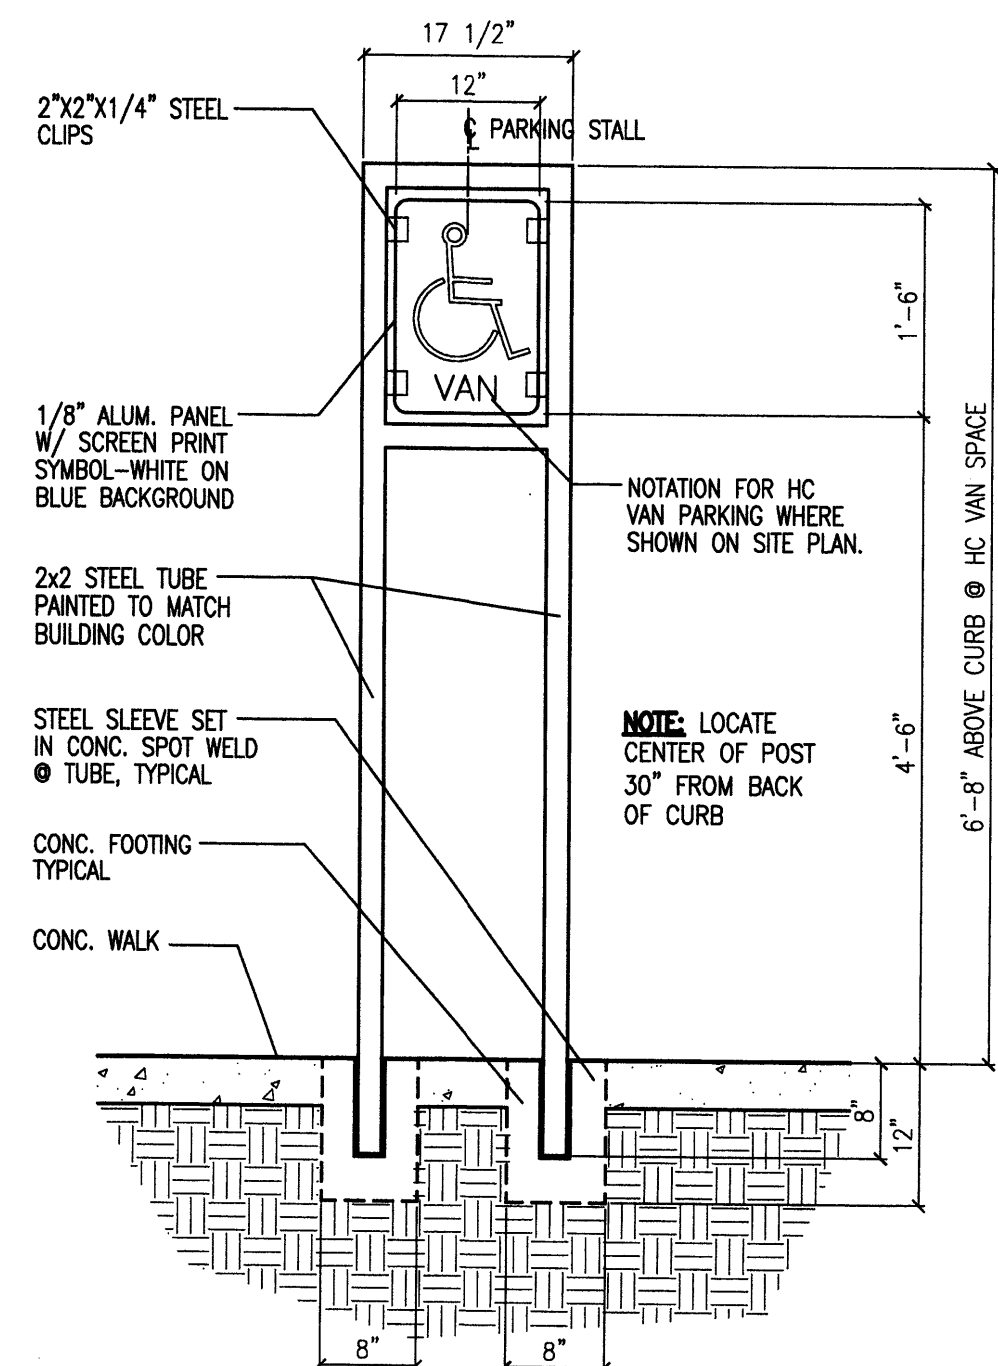 17 1/2"
12"
2"X2"X1/4" STEEL
CLIPS
℄ PARKING STALL
1'-6"
VAN
1/8" ALUM. PANEL
W/ SCREEN PRINT
SYMBOL-WHITE ON
BLUE BACKGROUND
NOTATION FOR HC
VAN PARKING WHERE
SHOWN ON SITE PLAN.
6'-8" ABOVE CURB @ HC VAN SPACE
2x2 STEEL TUBE
PAINTED TO MATCH
BUILDING COLOR
STEEL SLEEVE SET
IN CONC. SPOT WELD
@ TUBE, TYPICAL
NOTE: LOCATE
CENTER OF POST
30" FROM BACK
OF CURB
4'-6"
CONC. FOOTING
TYPICAL
CONC. WALK
8"
12"
8"
8"